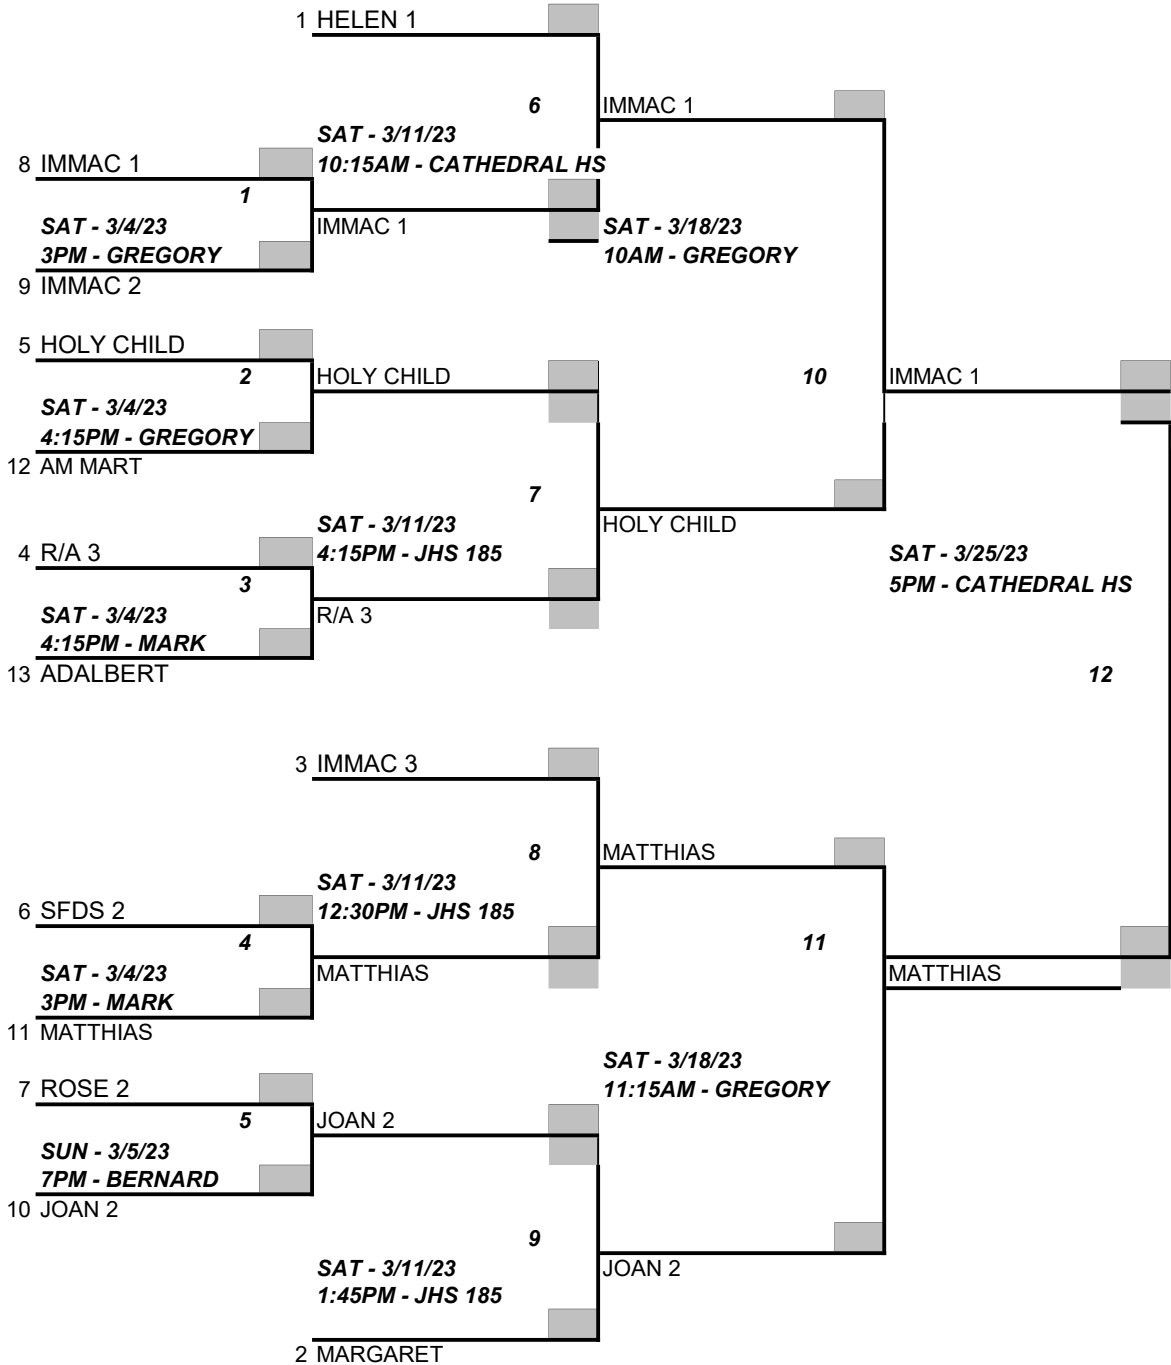 1 HELEN 1
6
IMMAC 1
SAT - 3/11/23
10:15AM - CATHEDRAL HS
8 IMMAC 1
1
SAT - 3/4/23
3PM - GREGORY
IMMAC 1
SAT - 3/18/23
10AM - GREGORY
9 IMMAC 2
5 HOLY CHILD
2
HOLY CHILD
10
IMMAC 1
SAT - 3/4/23
4:15PM - GREGORY
12 AM MART
7
SAT - 3/11/23
4:15PM - JHS 185
HOLY CHILD
4 R/A 3
3
SAT - 3/25/23
5PM - CATHEDRAL HS
SAT - 3/4/23
4:15PM - MARK
R/A 3
13 ADALBERT
12
3 IMMAC 3
8
MATTHIAS
SAT - 3/11/23
12:30PM - JHS 185
6 SFDS 2
4
11
SAT - 3/4/23
3PM - MARK
MATTHIAS
MATTHIAS
11 MATTHIAS
SAT - 3/18/23
11:15AM - GREGORY
7 ROSE 2
5
JOAN 2
SUN - 3/5/23
7PM - BERNARD
10 JOAN 2
9
SAT - 3/11/23
1:45PM - JHS 185
JOAN 2
2 MARGARET